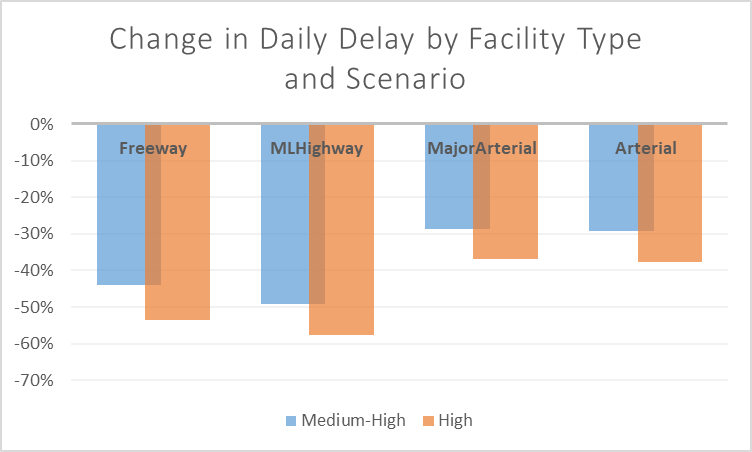 Change in Daily Delay by Facility Type
and Scenario
0%
Freeway MLHighway MajorArterial Arterial
-10%
-20%
-30%
-40%
-50%
-60%
-70%
Medium-High High